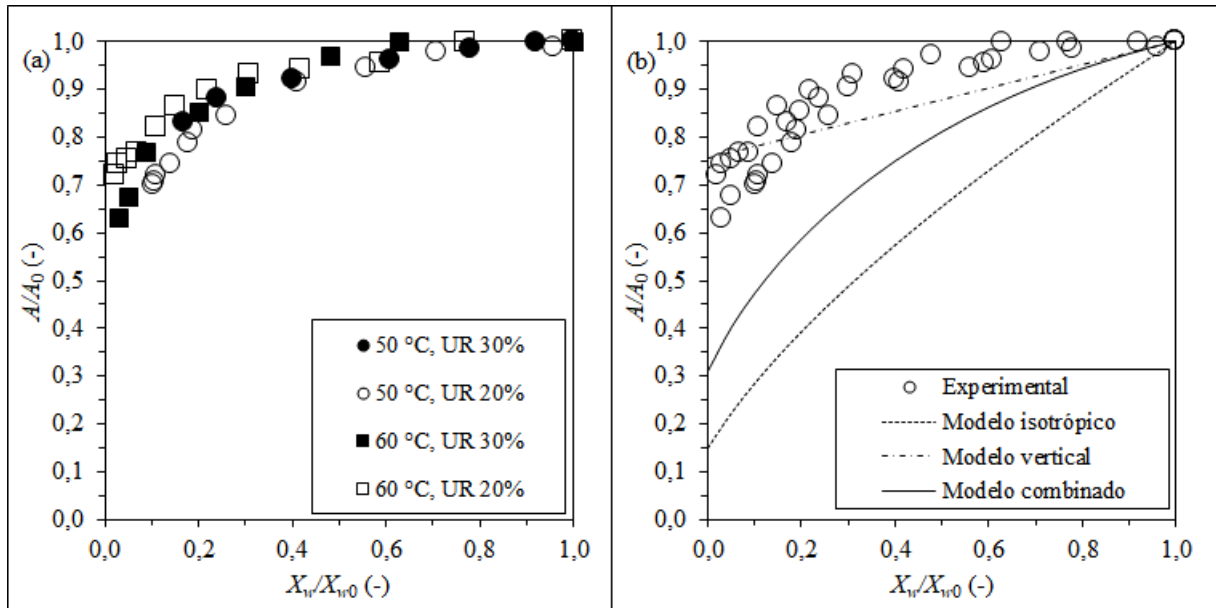 (a)
1,0
0,9
0,8
0,7
0,6
0,5
0,4
0,3
0,2
0,1
0,0
A/A0 (-)
50 °C, UR 30%
50 °C, UR 20%
60 °C, UR 30%
60 °C, UR 20%
0,0 0,2 0,4 0,6 0,8 1,0
Xw/Xw0 (-)
(b)
1,0
0,9
0,8
0,7
0,6
0,5
0,4
0,3
0,2
0,1
0,0
A/A0 (-)
Experimental
Modelo isotrópico
Modelo vertical
Modelo combinado
0,0 0,2 0,4 0,6 0,8 1,0
Xw/Xw0 (-)